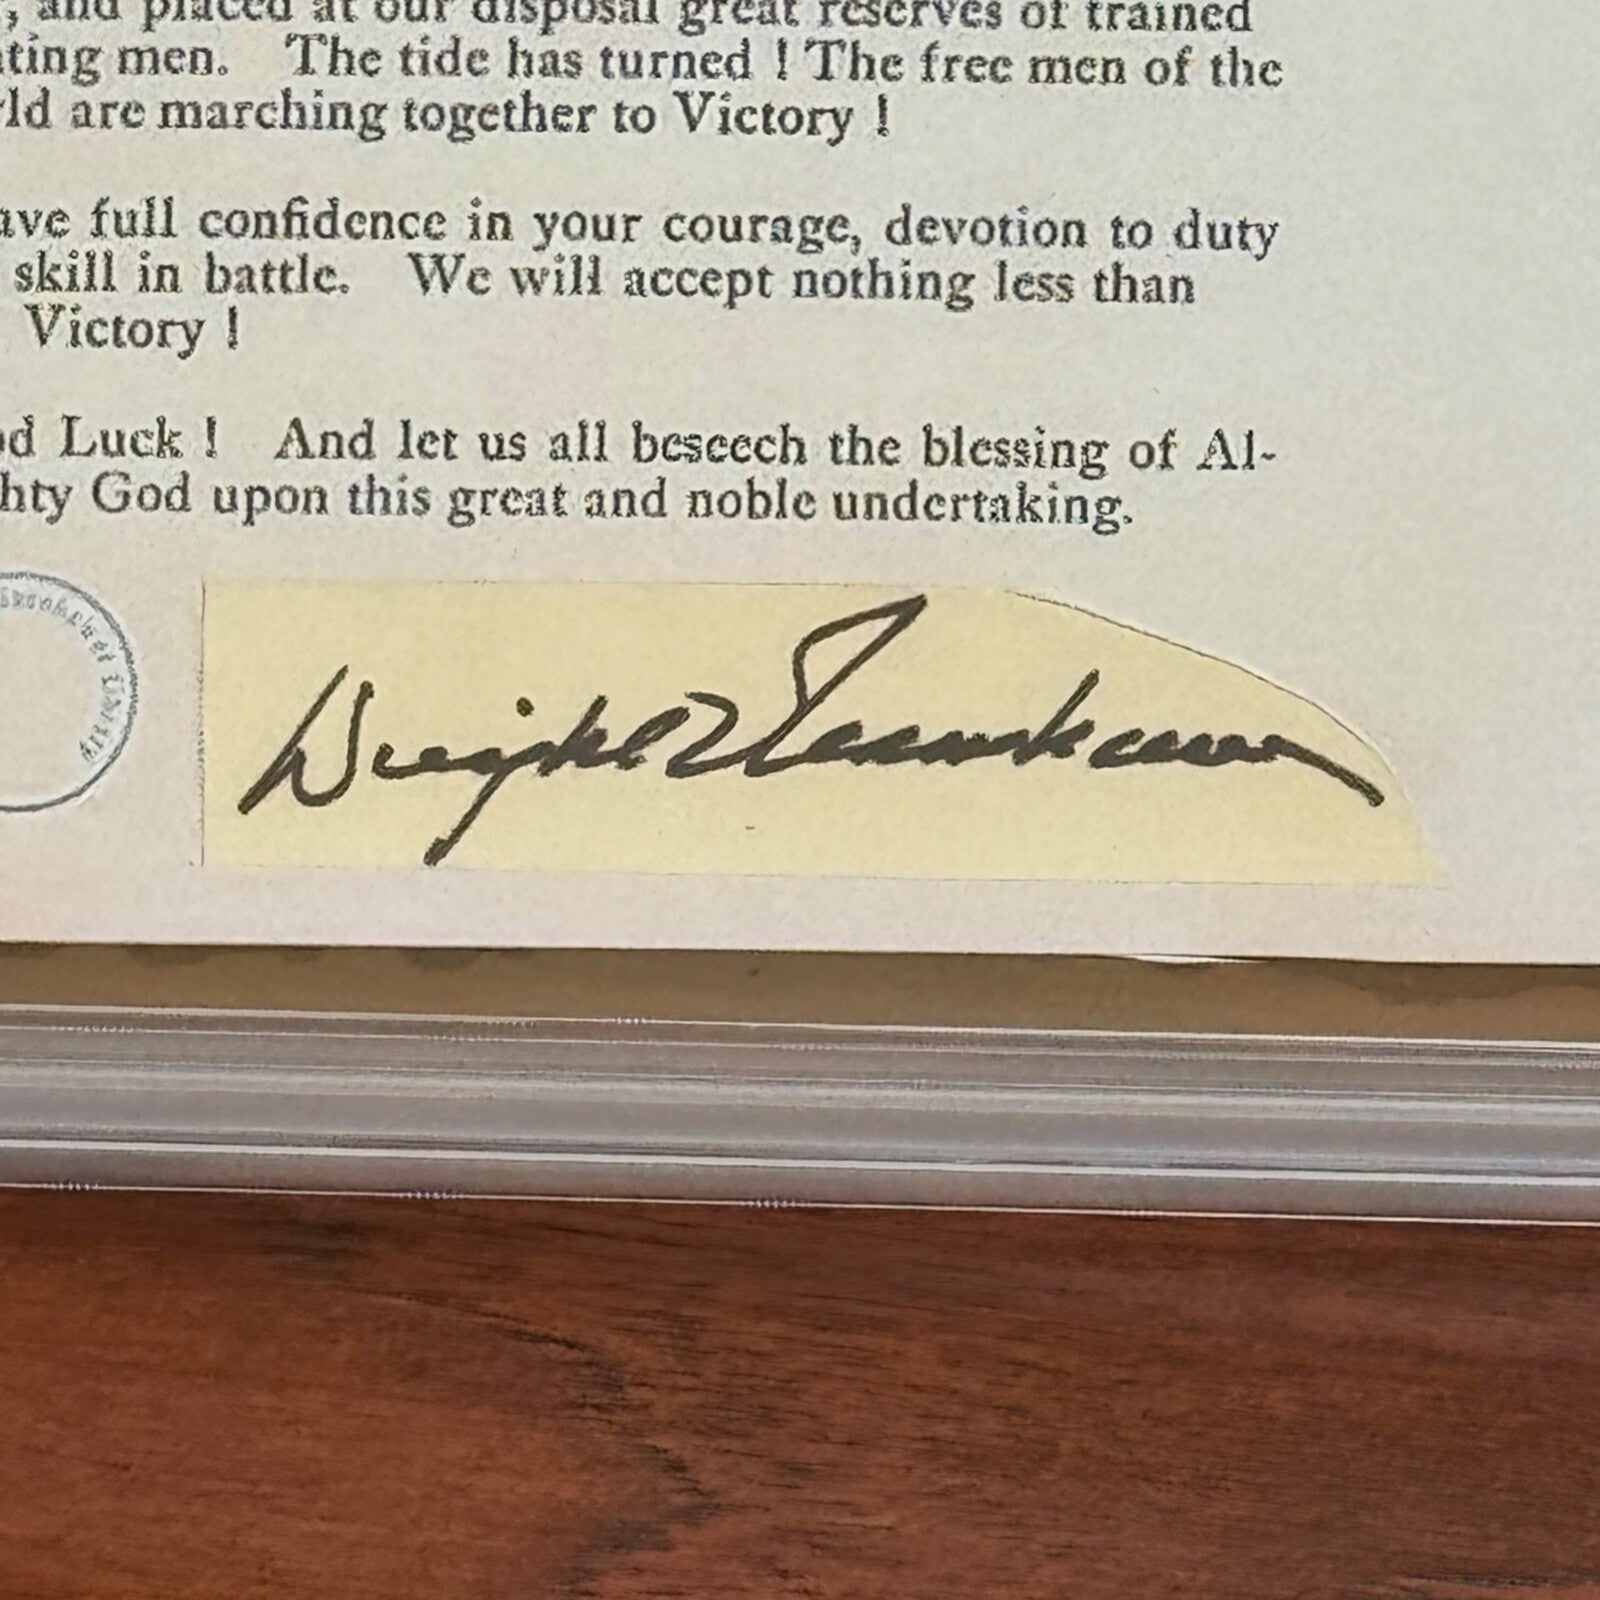 , and placed at our disposal great reserves of trained
ting men. The tide has turned ! The free men of the
rld are marching together to Victory !
ave full confidence in your courage, devotion to duty
skill in battle. We will accept nothing less than
Victory !
od Luck ! And let us all beseech the blessing of Al-
hty God upon this great and noble undertaking.
Dwight D Eisenhower